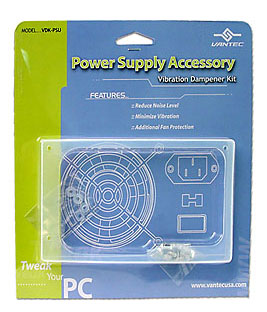 MODEL... VDK-PSU
VANTEC
Power Supply Accessory
Vibration Dampener Kit
FEATURES...
Reduce Noise Level
Minimize Vibration
Additional Fan Protection
Tweak
Your
PC
www.vantecusa.com